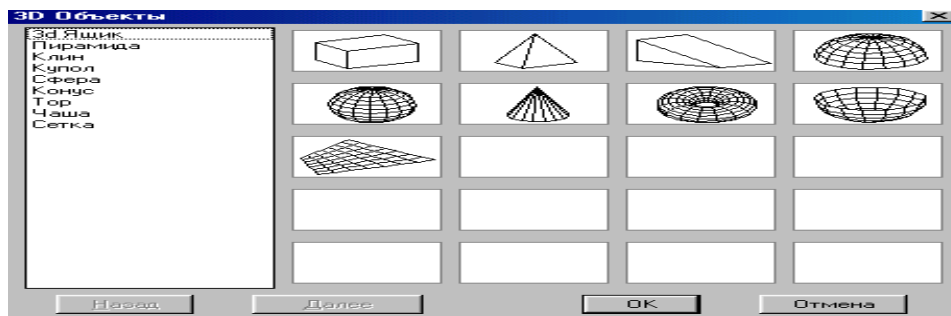 3D Объекты
3d Ящик
Пирамида
Клин
Купол
Сфера
Конус
Тор
Чаша
Сетка
Назад
Далее
OK
Отмена